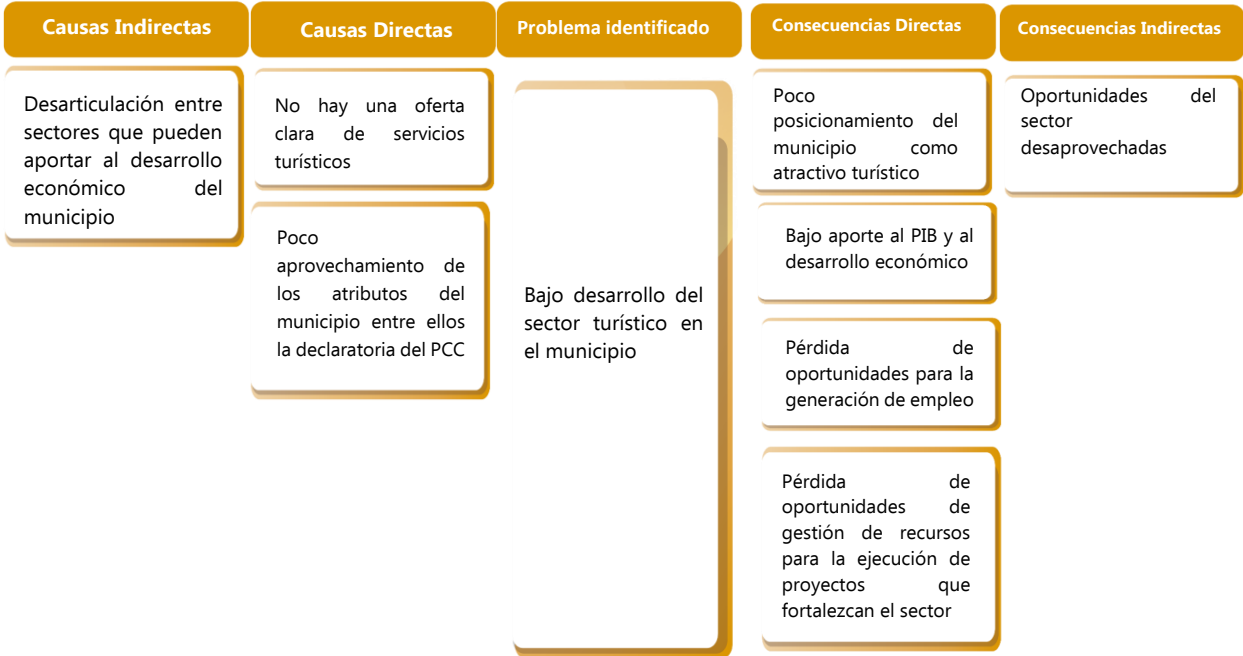 Causas Indirectas
Causas Directas
Problema identificado
Consecuencias Directas
Consecuencias Indirectas
Desarticulación entre
sectores que pueden
aportar al desarrollo
económico del
municipio
No hay una oferta
clara de servicios
turísticos
Poco
aprovechamiento de
los atributos del
municipio entre ellos
la declaratoria del PCC
Bajo desarrollo del
sector turístico en
el municipio
Poco
posicionamiento del
municipio como
atractivo turístico
Bajo aporte al PIB y al
desarrollo económico
Pérdida de
oportunidades para la
generación de empleo
Pérdida de
oportunidades de
gestión de recursos
para la ejecución de
proyectos que
fortalezcan el sector
Oportunidades del
sector
desaprovechadas